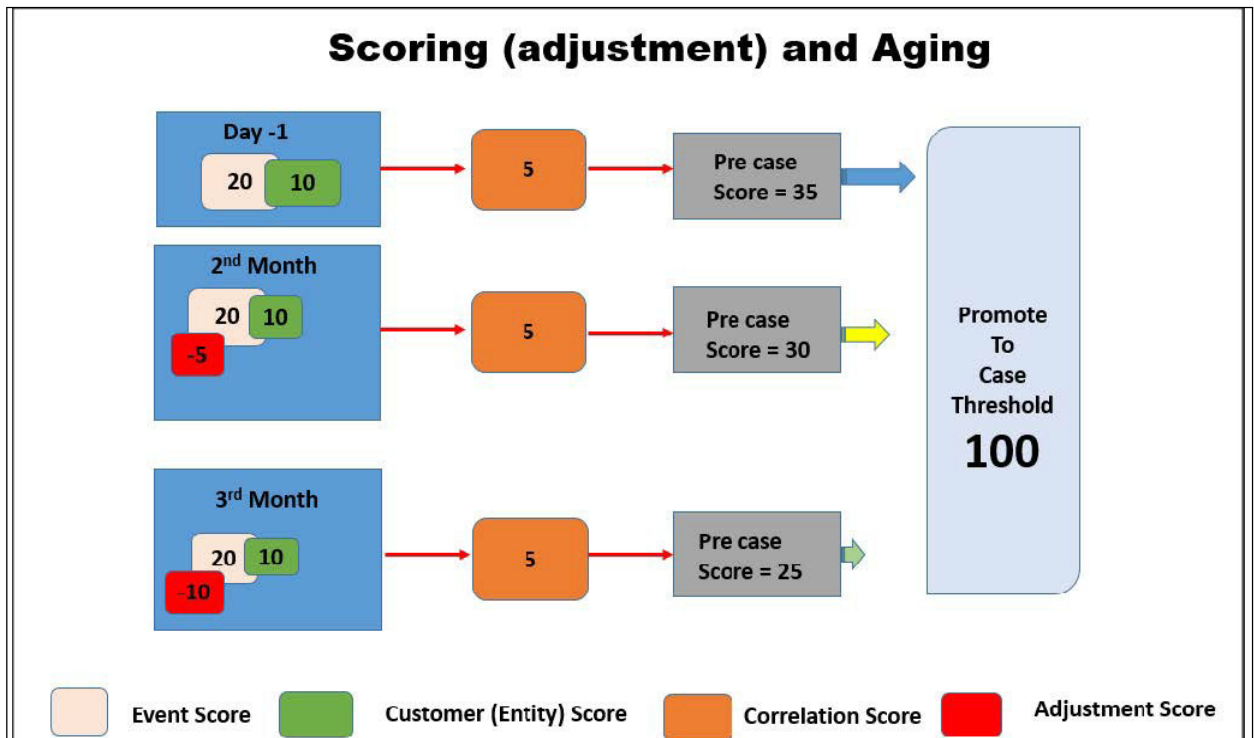 Scoring (adjustment) and Aging
Day -1
20
10
5
Pre case
Score = 35
2nd Month
20
10
-5
5
Pre case
Score = 30
3rd Month
20
10
-10
5
Pre case
Score = 25
Promote
To
Case
Threshold
100
Event Score
Customer (Entity) Score
Correlation Score
Adjustment Score